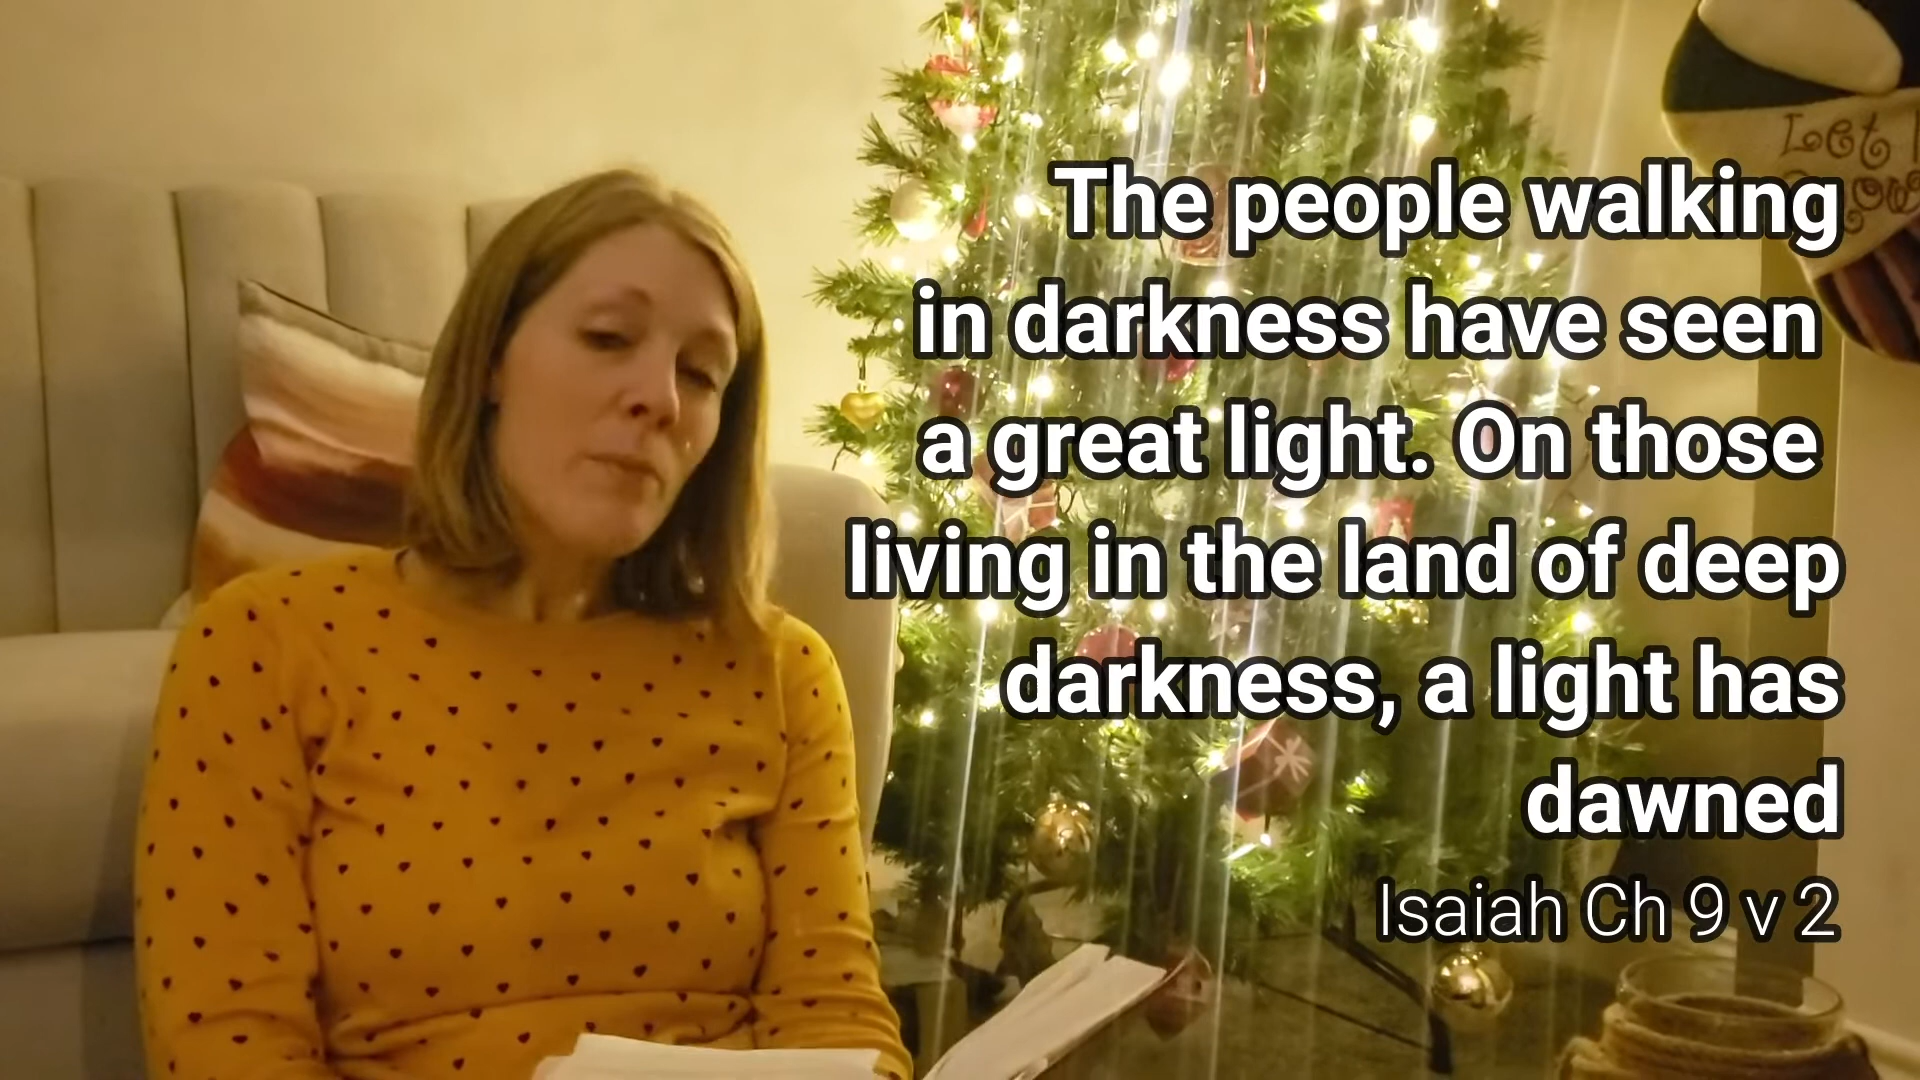 Let
The people walking
in darkness have seen
a great light. On those
living in the land of deep
darkness, a light has
dawned
Isaiah Ch 9 v 2